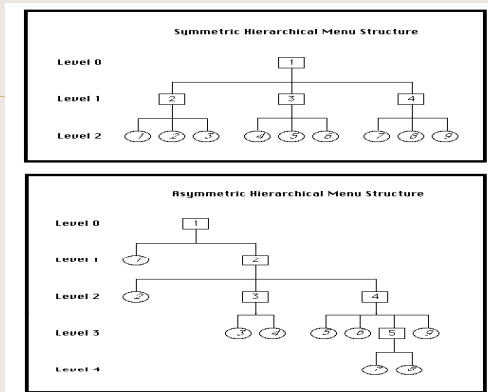 Symmetric Hierarchical Menu Structure
Level 0 1
Level 1 2 3 4
Level 2 1 2 3 4 5 6 7 8 9
Asymmetric Hierarchical Menu Structure
Level 0 1
Level 1 1 2
Level 2 2 3 4
Level 3 3 4 5 6 5 9
Level 4 7 8